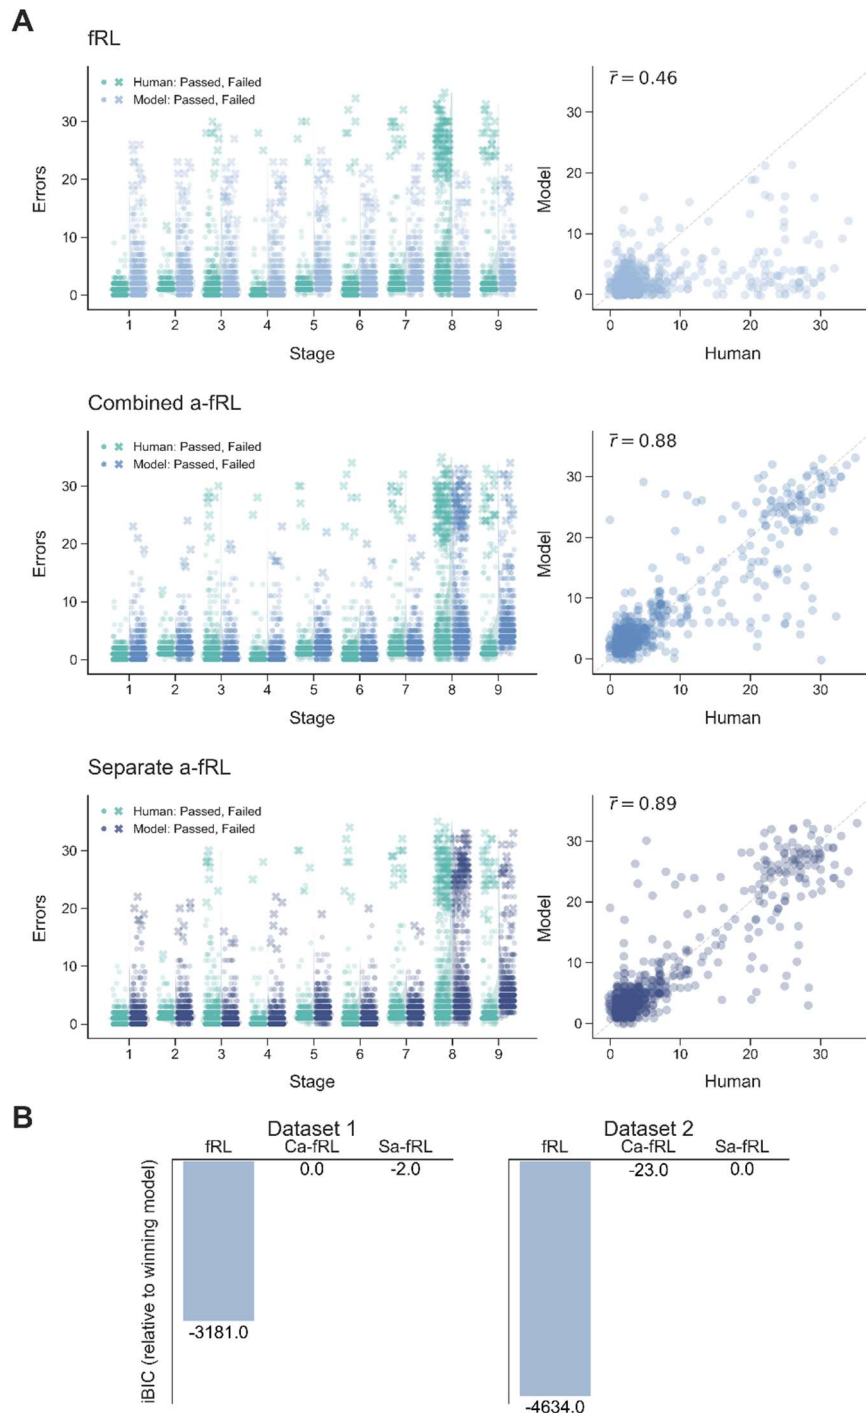 A
fRL
Human: Passed, Failed
Model: Passed, Failed
Errors
30
20
10
0
1 2 3 4 5 6 7 8 9
Stage
r̄ = 0.46
Model
30
20
10
0
0 10 20 30
Human
Combined a-fRL
Human: Passed, Failed
Model: Passed, Failed
Errors
30
20
10
0
1 2 3 4 5 6 7 8 9
Stage
r̄ = 0.88
Model
30
20
10
0
0 10 20 30
Human
Separate a-fRL
Human: Passed, Failed
Model: Passed, Failed
Errors
30
20
10
0
1 2 3 4 5 6 7 8 9
Stage
r̄ = 0.89
Model
30
20
10
0
0 10 20 30
Human
B
iBIC (relative to winning model)
Dataset 1
fRL Ca-fRL Sa-fRL
0.0 -2.0
-3181.0
Dataset 2
fRL Ca-fRL Sa-fRL
-23.0 0.0
-4634.0